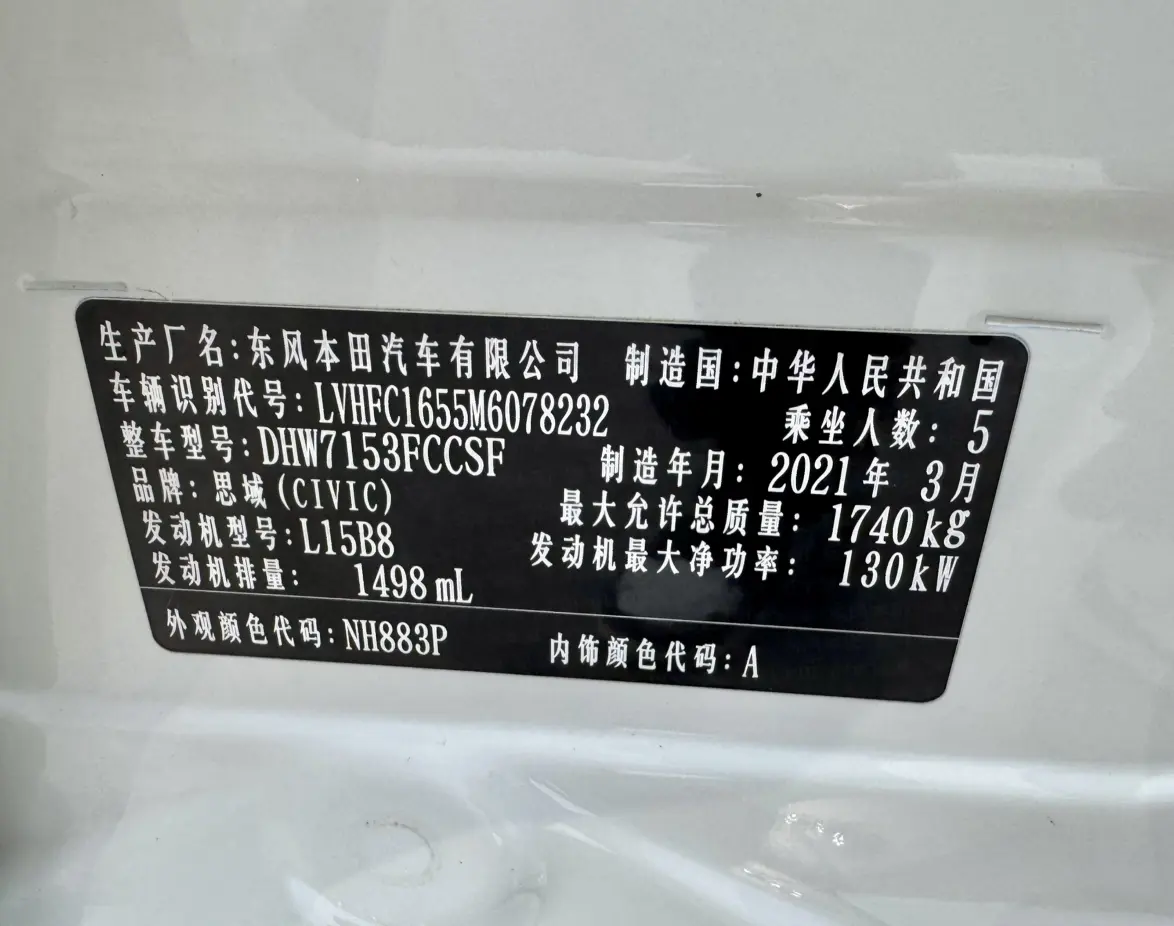 生产厂名:东风本田汽车有限公司 制造国:中华人民共和国
车辆识别代号:LVHFC1655M6078232 乘坐人数: 5
整车型号:DHW7153FCCSF 制造年月: 2021年 3月
品牌: 思域(CIVIC) 最大允许总质量: 1740kg
发动机型号:L15B8 发动机最大净功率: 130kW
发动机排量: 1498mL
外观颜色代码:NH883P 内饰颜色代码:A